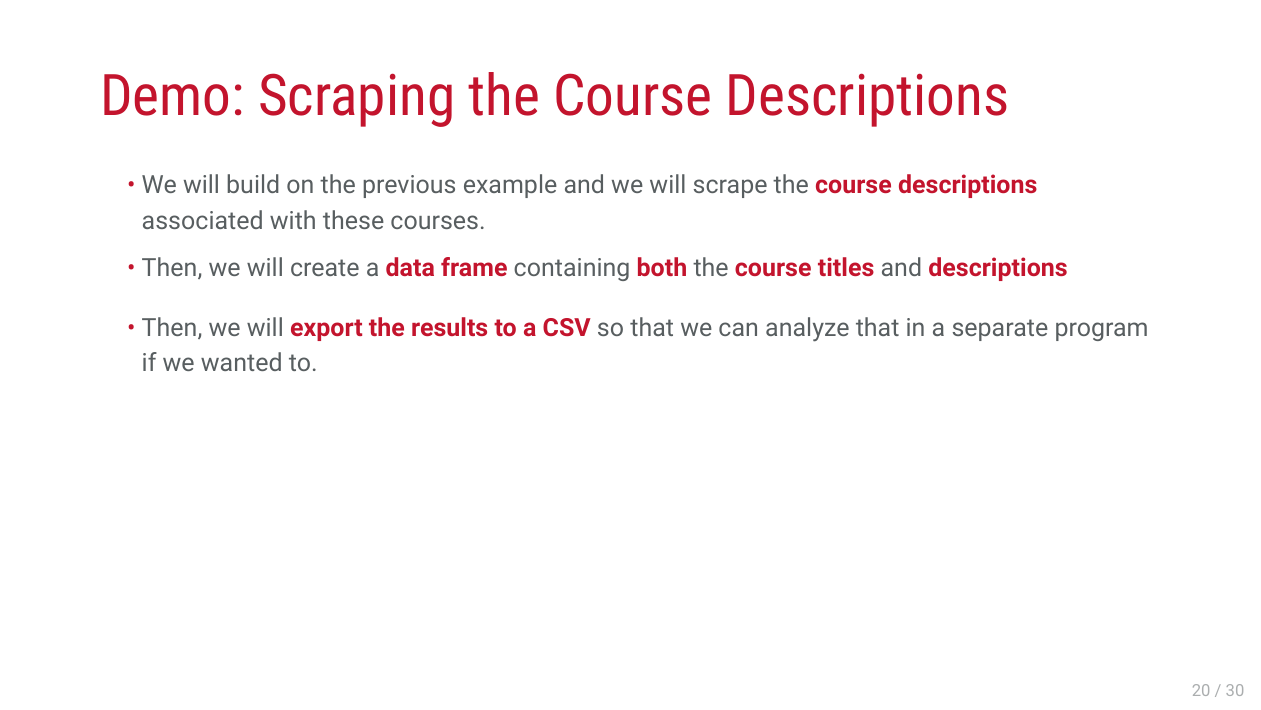 Demo: Scraping the Course Descriptions
• We will build on the previous example and we will scrape the course descriptions
associated with these courses.
• Then, we will create a data frame containing both the course titles and descriptions
• Then, we will export the results to a CSV so that we can analyze that in a separate program
if we wanted to.
20 / 30